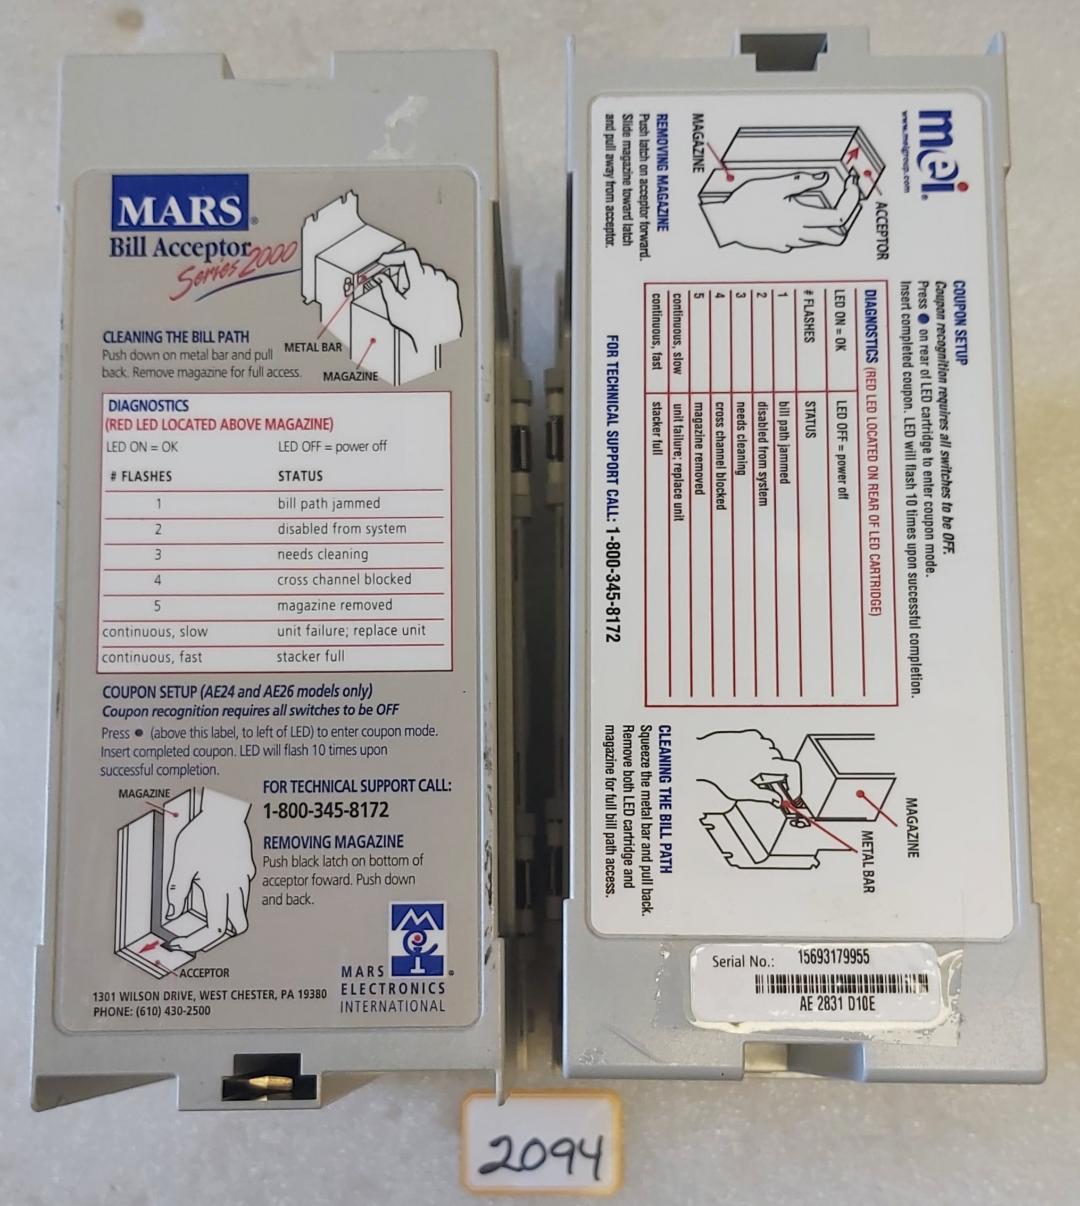 MARS®
Bill Acceptor
Series 2000
METAL BAR
MAGAZINE
CLEANING THE BILL PATH
Push down on metal bar and pull
back. Remove magazine for full access.
DIAGNOSTICS
(RED LED LOCATED ABOVE MAGAZINE)
LED ON = OK LED OFF = power off
# FLASHES STATUS
1 bill path jammed
2 disabled from system
3 needs cleaning
4 cross channel blocked
5 magazine removed
continuous, slow unit failure; replace unit
continuous, fast stacker full
COUPON SETUP (AE24 and AE26 models only)
Coupon recognition requires all switches to be OFF
Press ● (above this label, to left of LED) to enter coupon mode.
Insert completed coupon. LED will flash 10 times upon
successful completion.
MAGAZINE
ACCEPTOR
FOR TECHNICAL SUPPORT CALL:
1-800-345-8172
REMOVING MAGAZINE
Push black latch on bottom of
acceptor foward. Push down
and back.
MEI
MARS
ELECTRONICS
INTERNATIONAL®
1301 WILSON DRIVE, WEST CHESTER, PA 19380
PHONE: (610) 430-2500
mei®
www.meigroup.com
ACCEPTOR
MAGAZINE
REMOVING MAGAZINE
Push latch on acceptor forward.
Slide magazine toward latch
and pull away from acceptor.
COUPON SETUP
Coupon recognition requires all switches to be OFF.
Press ● on rear of LED cartridge to enter coupon mode.
Insert completed coupon. LED will flash 10 times upon successful completion.
DIAGNOSTICS (RED LED LOCATED ON REAR OF LED CARTRIDGE)
LED ON = OK LED OFF = power off
# FLASHES STATUS
1 bill path jammed
2 disabled from system
3 needs cleaning
4 cross channel blocked
5 magazine removed
continuous, slow unit failure; replace unit
continuous, fast stacker full
FOR TECHNICAL SUPPORT CALL: 1-800-345-8172
MAGAZINE
METAL BAR
CLEANING THE BILL PATH
Squeeze the metal bar and pull back.
Remove both LED cartridge and
magazine for full bill path access.
Serial No.: 15693179955
AE 2831 D10E
2094